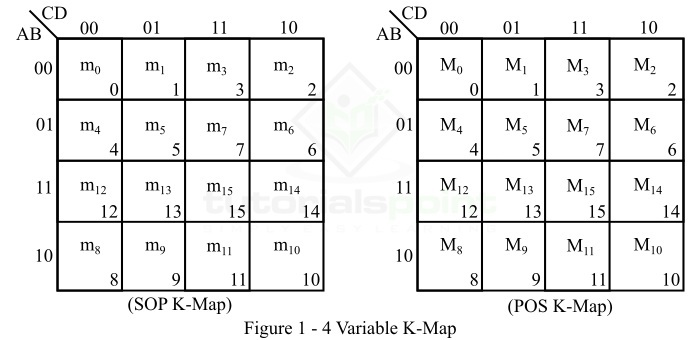 CD CD
00 01 11 10 00 01 11 10
AB AB
00 m₀ m₁ m₃ m₂ 00 M₀ M₁ M₃ M₂
0 1 3 2 0 1 3 2
01 m₄ m₅ m₇ m₆ 01 M₄ M₅ M₇ M₆
4 5 7 6 4 5 7 6
11 m₁₂ m₁₃ m₁₅ m₁₄ 11 M₁₂ M₁₃ M₁₅ M₁₄
12 13 15 14 12 13 15 14
tutorialspoint
SIMPLY EASY LEARNING
10 m₈ m₉ m₁₁ m₁₀ 10 M₈ M₉ M₁₁ M₁₀
8 9 11 10 8 9 11 10
(SOP K-Map) (POS K-Map)
Figure 1 - 4 Variable K-Map